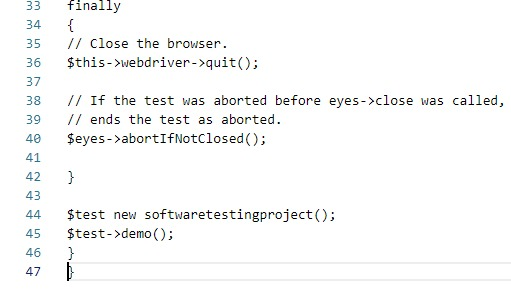 33 finally
34 {
35 // Close the browser.
36 $this->webdriver->quit();
37
38 // If the test was aborted before eyes->close was called,
39 // ends the test as aborted.
40 $eyes->abortIfNotClosed();
41
42 }
43
44 $test new softwaretestingproject();
45 $test->demo();
46 }
47 }